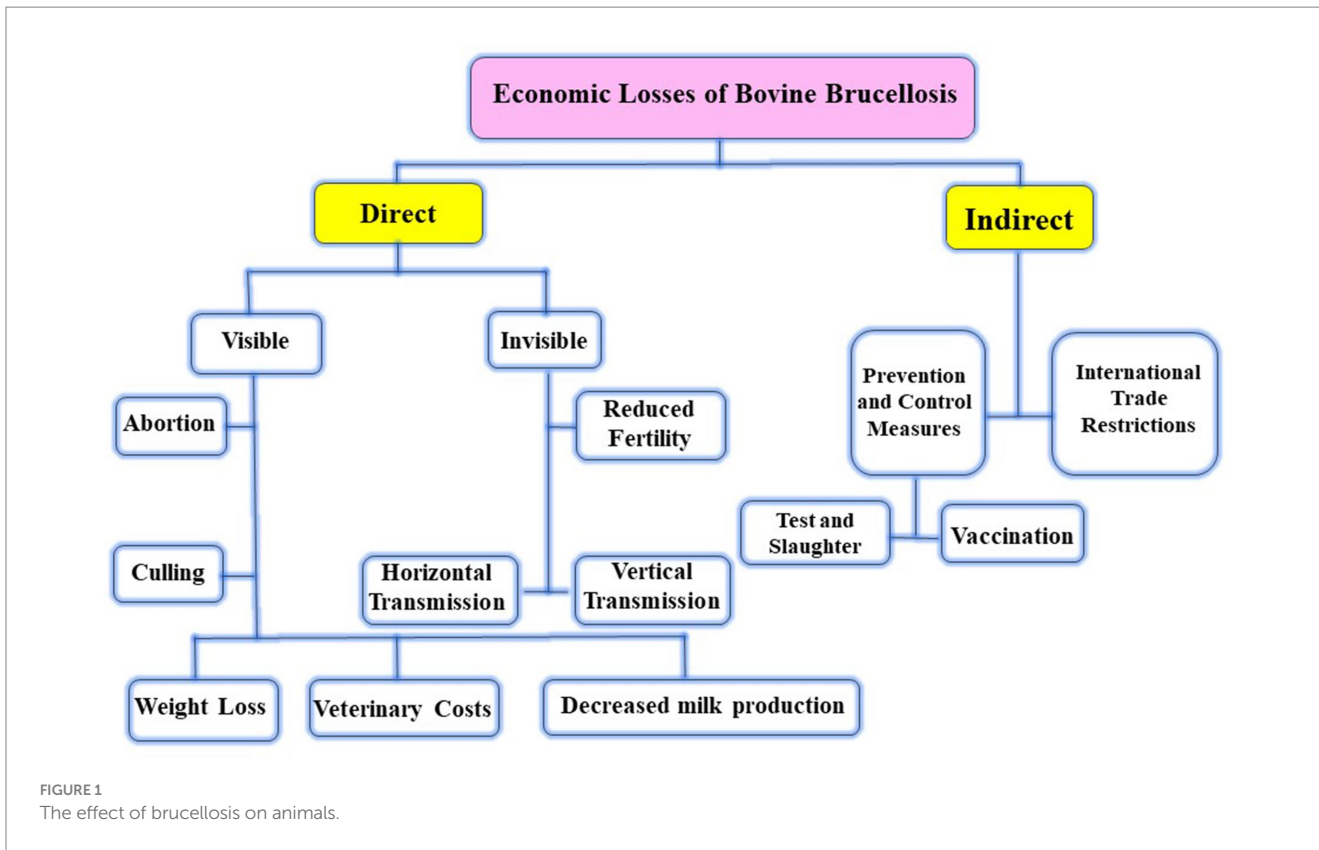 Economic Losses of Bovine Brucellosis
Direct
Indirect
Visible
Invisible
Prevention
and Control
Measures
International
Trade
Restrictions
Abortion
Reduced
Fertility
Test and
Slaughter
Vaccination
Culling
Horizontal
Transmission
Vertical
Transmission
Weight Loss
Veterinary Costs
Decreased milk production
FIGURE 1
The effect of brucellosis on animals.